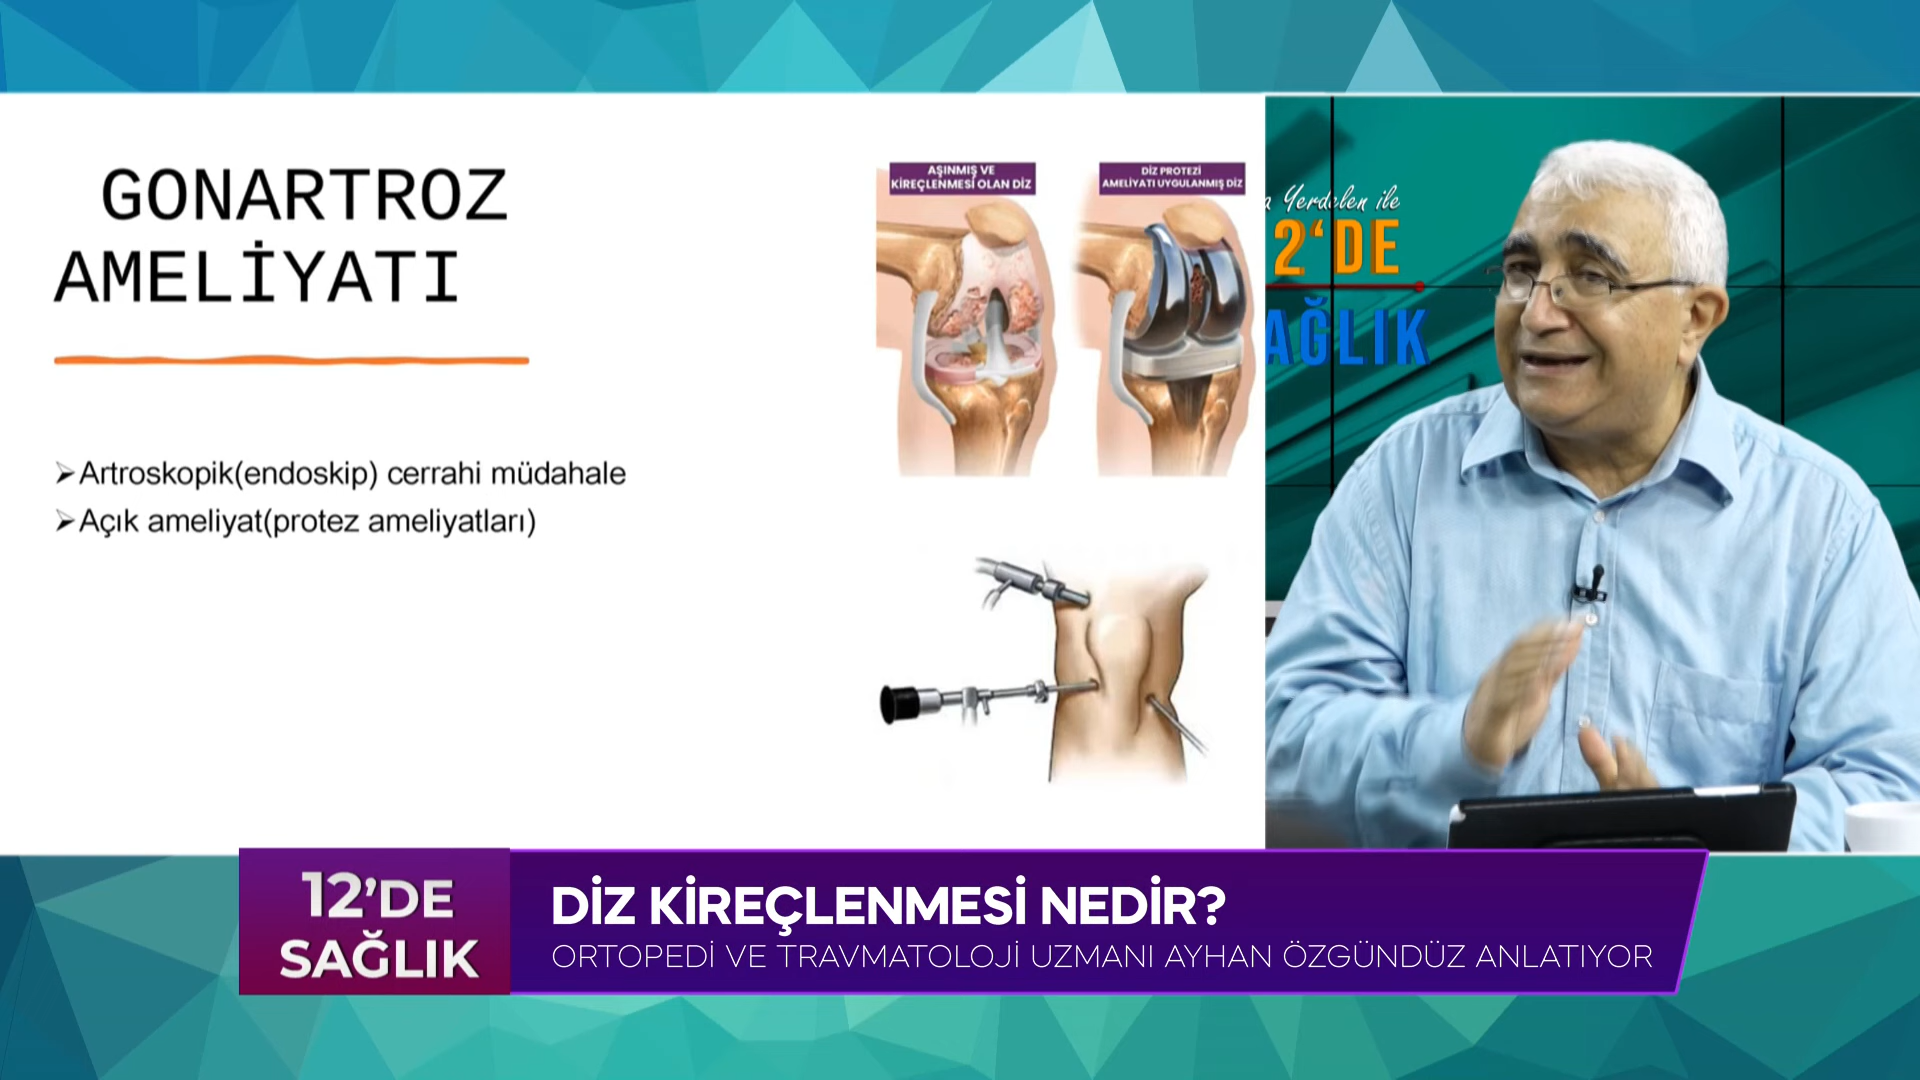 GONARTROZ
AMELİYATI
➤Artroskopik(endoskip) cerrahi müdahale
➤Açık ameliyat(protez ameliyatları)
AŞINMIŞ VE
KİREÇLENMESİ OLAN DİZ
DİZ PROTEZİ
AMELİYATI UYGULANMIŞ DİZ
a Yerdelen ile
2‘DE
AĞLIK
12’DE
SAĞLIK
DİZ KİREÇLENMESİ NEDİR?
ORTOPEDİ VE TRAVMATOLOJİ UZMANI AYHAN ÖZGÜNDÜZ ANLATIYOR